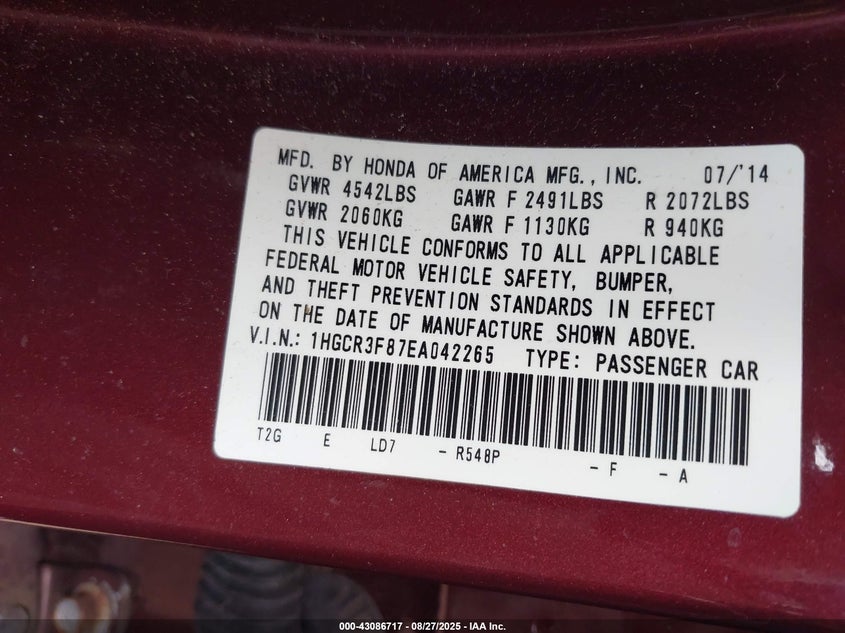 MFD. BY HONDA OF AMERICA MFG., INC. 07/'14
GVWR 4542LBS GAWR F 2491LBS R 2072LBS
GVWR 2060KG GAWR F 1130KG R 940KG
THIS VEHICLE CONFORMS TO ALL APPLICABLE
FEDERAL MOTOR VEHICLE SAFETY, BUMPER,
AND THEFT PREVENTION STANDARDS IN EFFECT
ON THE DATE OF MANUFACTURE SHOWN ABOVE.
V.I.N.: 1HGCR3F87EA042265 TYPE: PASSENGER CAR
T2G E LD7 - R548P - F - A
000-43086717 | 08/27/2025 | IAA Inc.